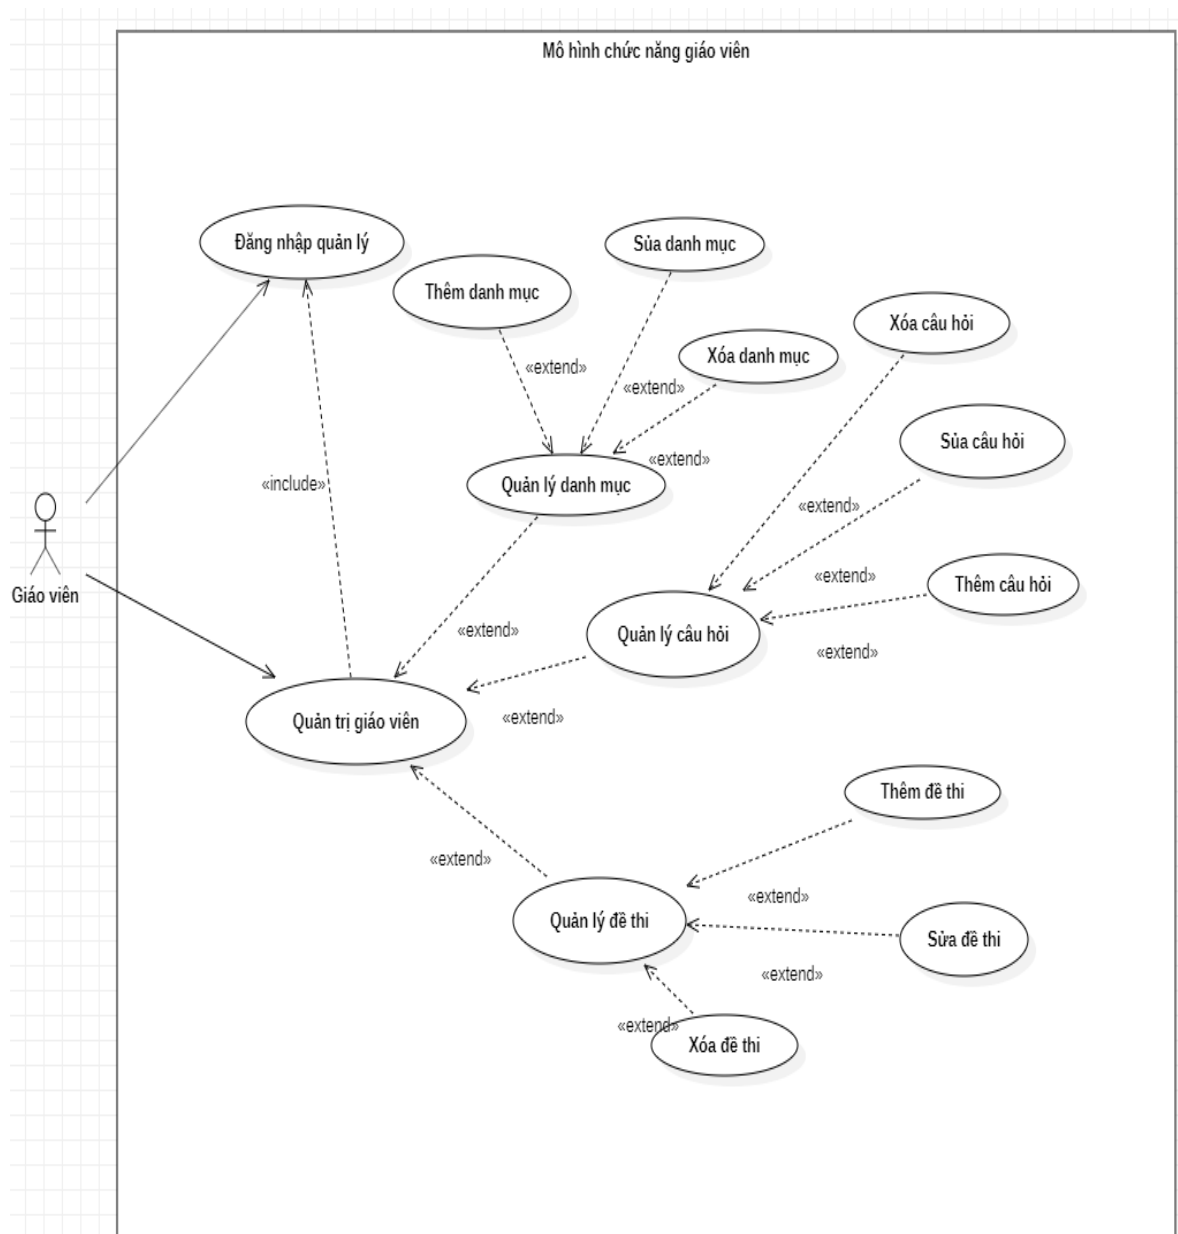 Mô hình chức năng giáo viên
Đăng nhập quản lý
Sủa danh mục
Thêm danh mục
Xóa câu hỏi
Xóa danh mục
«extend»
«extend»
Sủa câu hỏi
«extend»
Quản lý danh mục
«include»
«extend»
«extend»
Thêm câu hỏi
Giáo viên
«extend»
Quản lý câu hỏi
«extend»
«extend»
Quản trị giáo viên
Thêm đề thi
«extend»
«extend»
Quản lý đề thi
Sửa đề thi
«extend»
«extend»
Xóa đề thi